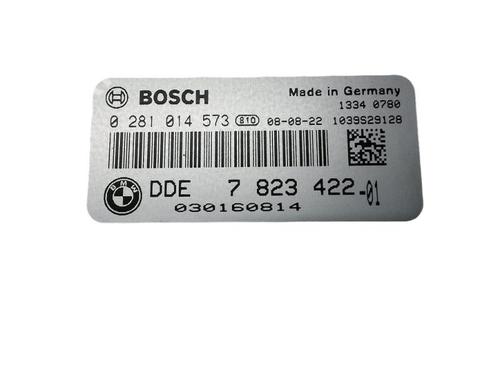 BOSCH Made in Germany
1334 0780
0 281 014 573 810 08-08-22 1039S29128
BMW DDE 7 823 422-01
030160814